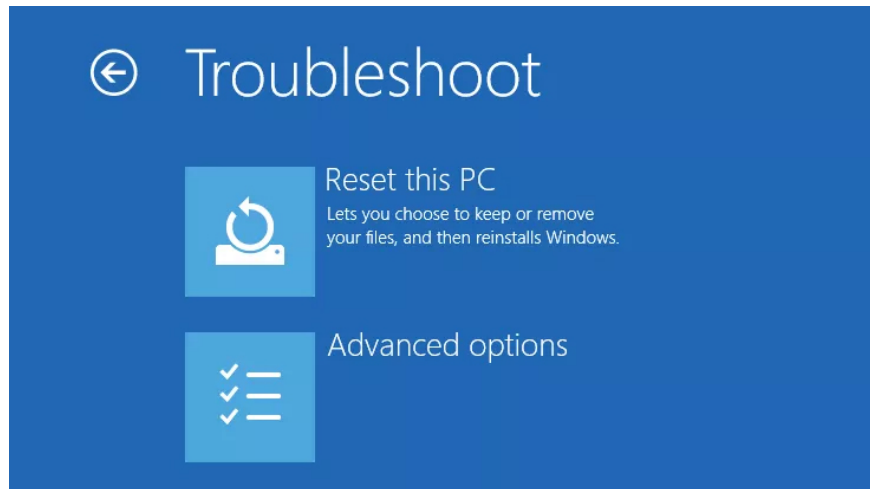 Troubleshoot
Reset this PC
Lets you choose to keep or remove
your files, and then reinstalls Windows.
Advanced options